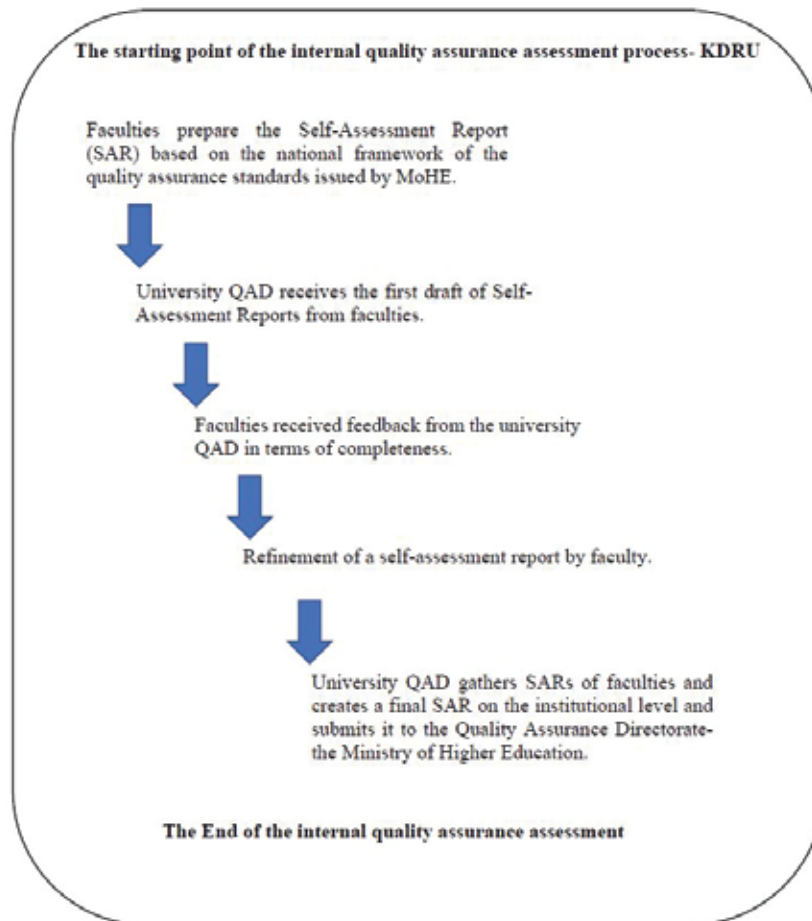 The starting point of the internal quality assurance assessment process- KDRU
Faculties prepare the Self-Assessment Report
(SAR) based on the national framework of the
quality assurance standards issued by MoHE.
University QAD receives the first draft of Self-
Assessment Reports from faculties.
Faculties received feedback from the university
QAD in terms of completeness.
Refinement of a self-assessment report by faculty.
University QAD gathers SARs of faculties and
creates a final SAR on the institutional level and
submits it to the Quality Assurance Directorate-
the Ministry of Higher Education.
The End of the internal quality assurance assessment